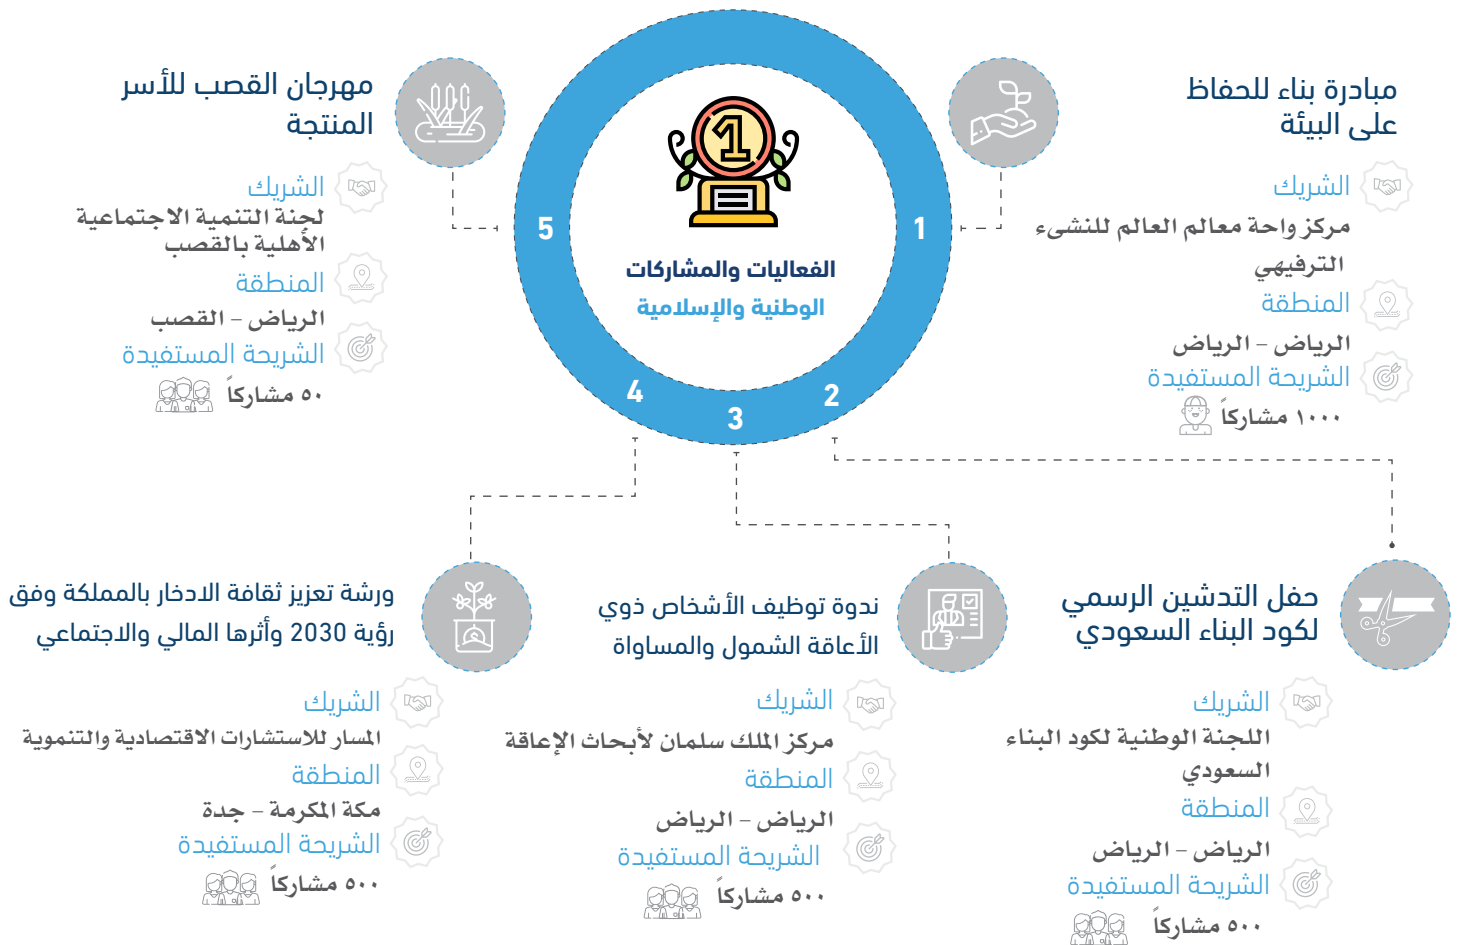 الفعاليات والمشاركات
الوطنية والإسلامية
1
2
3
4
5
مبادرة بناء للحفاظ
على البيئة
الشريك
مركز واحة معالم العالم للنشىء
الترفيهي
المنطقة
الرياض – الرياض
الشريحة المستفيدة
١٠٠٠ مشاركاً
حفل التدشين الرسمي
لكود البناء السعودي
الشريك
اللجنة الوطنية لكود البناء
السعودي
المنطقة
الرياض – الرياض
الشريحة المستفيدة
٥٠٠ مشاركاً
ندوة توظيف الأشخاص ذوي
الأعاقة الشمول والمساواة
الشريك
مركز الملك سلمان لأبحاث الإعاقة
المنطقة
الرياض – الرياض
الشريحة المستفيدة
٥٠٠ مشاركاً
ورشة تعزيز ثقافة الادخار بالمملكة وفق
رؤية 2030 وأثرها المالي والاجتماعي
الشريك
المسار للاستشارات الاقتصادية والتنموية
المنطقة
مكة المكرمة – جدة
الشريحة المستفيدة
٥٠٠ مشاركاً
مهرجان القصب للأسر
المنتجة
الشريك
لجنة التنمية الاجتماعية
الأهلية بالقصب
المنطقة
الرياض – القصب
الشريحة المستفيدة
٥٠ مشاركاً